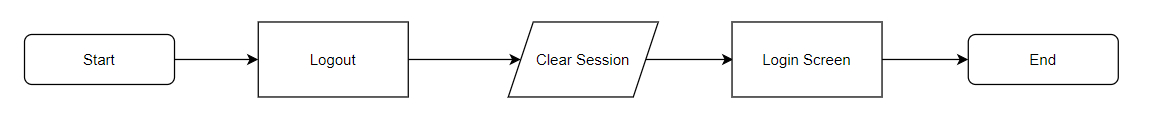 Start
Logout
Clear Session
Login Screen
End